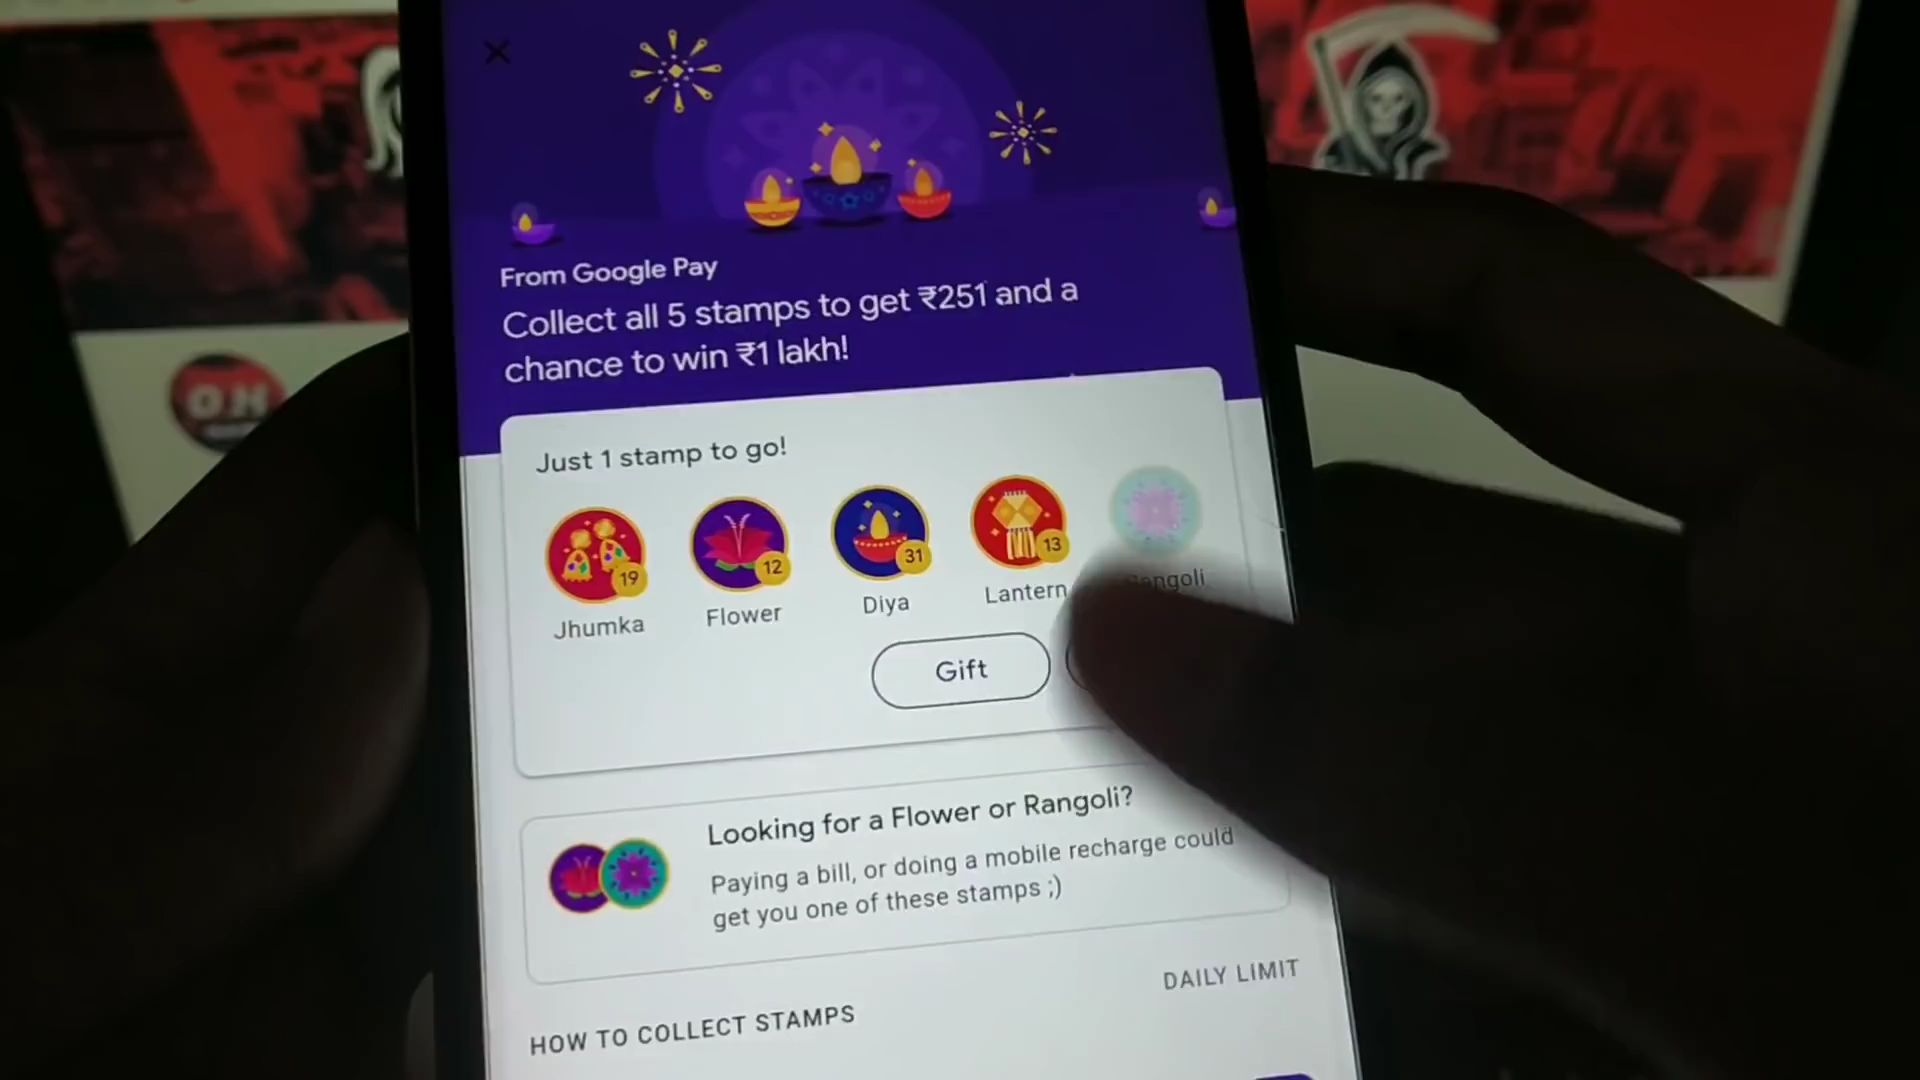 From Google Pay
Collect all 5 stamps to get ₹251 and a
chance to win ₹1 lakh!
Just 1 stamp to go!
19
12
31
13
Jhumka
Flower
Diya
Lantern
Gift
Looking for a Flower or Rangoli?
Paying a bill, or doing a mobile recharge could
get you one of these stamps ;)
DAILY LIMIT
HOW TO COLLECT STAMPS